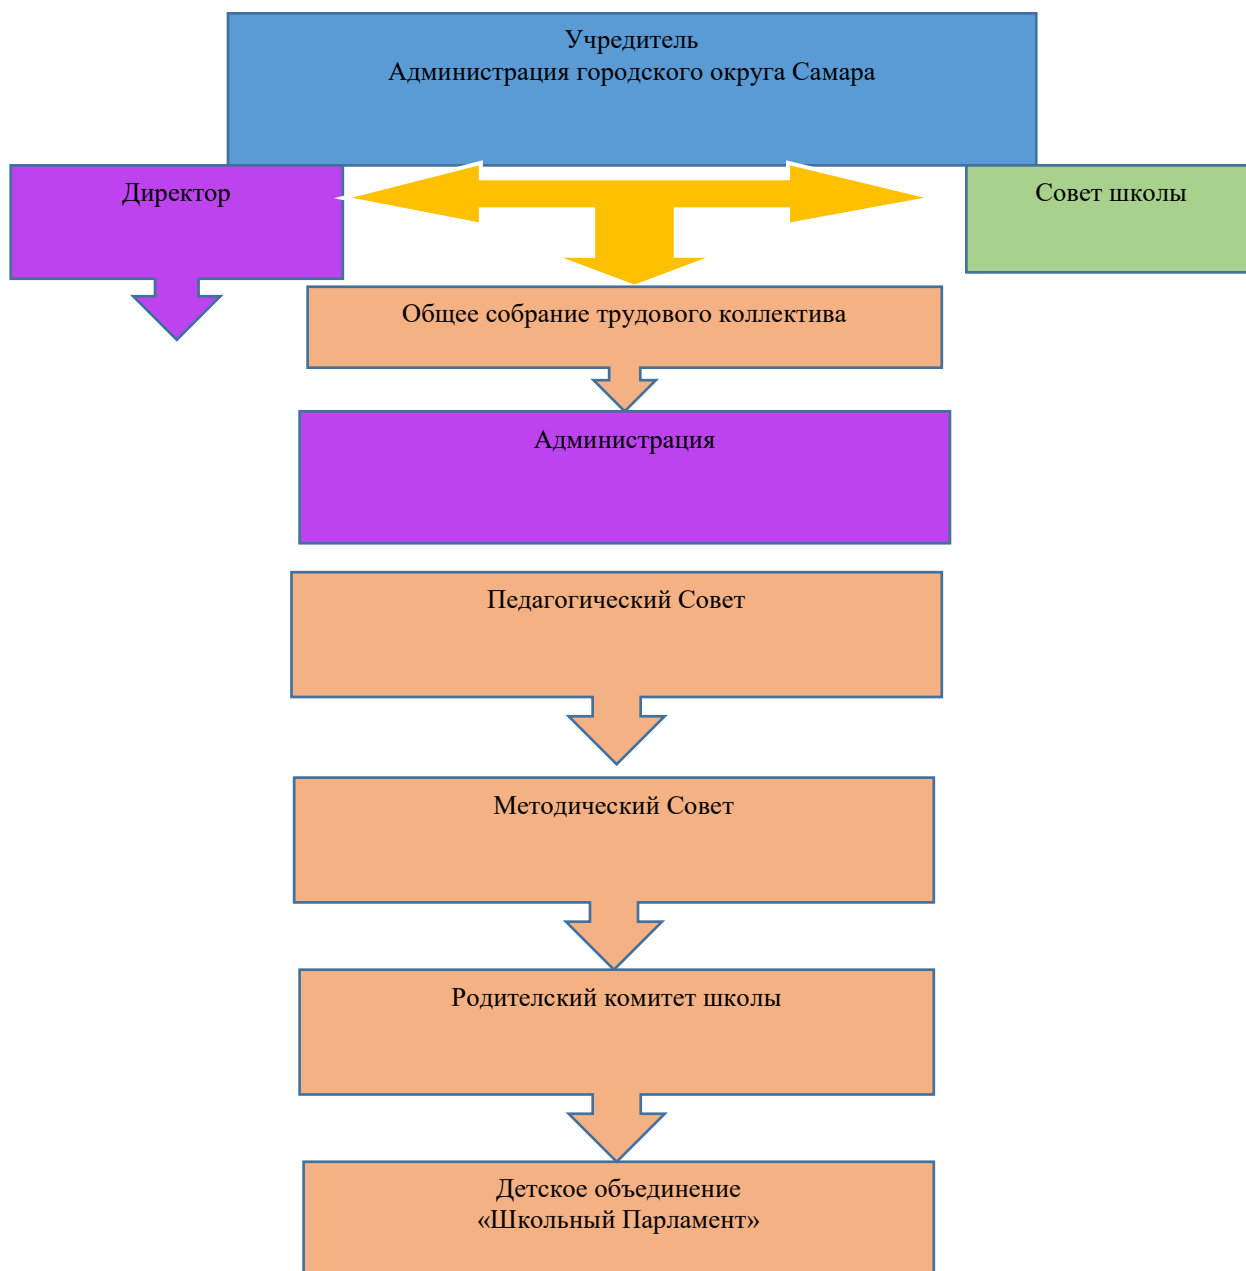 Учредитель
Администрация городского округа Самара
Директор
Совет школы
Общее собрание трудового коллектива
Администрация
Педагогический Совет
Методический Совет
Родителский комитет школы
Детское объединение
«Школьный Парламент»